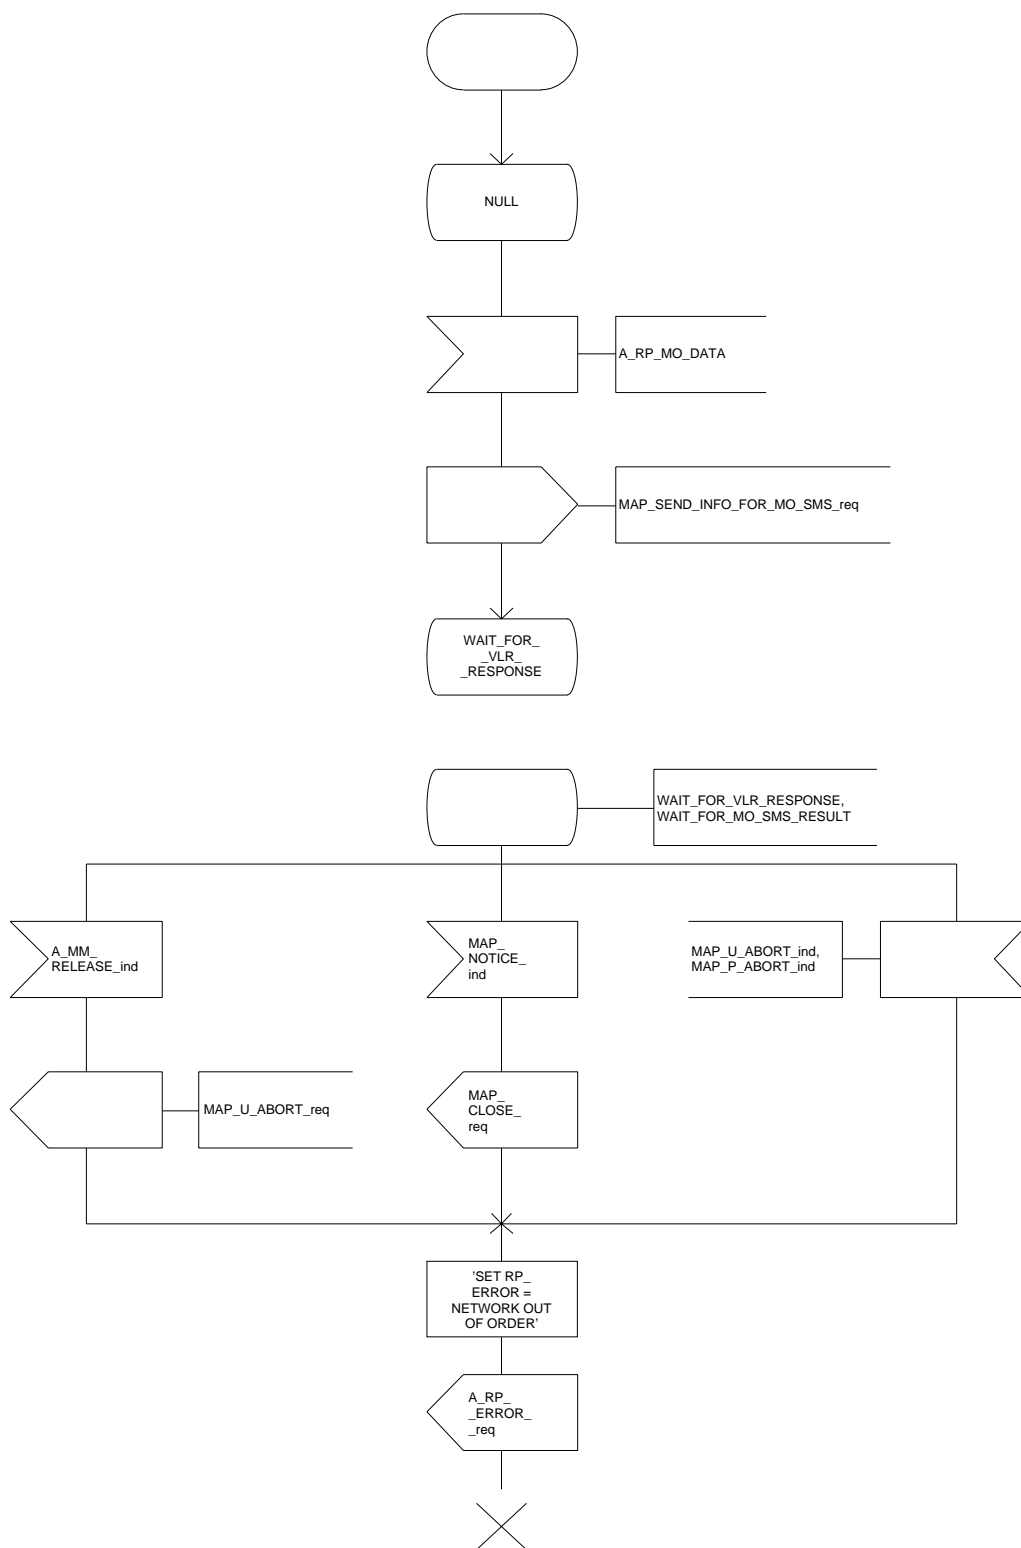 NULL
A_RP_MO_DATA
MAP_SEND_INFO_FOR_MO_SMS_req
WAIT_FOR_
_VLR_
_RESPONSE
WAIT_FOR_VLR_RESPONSE,
WAIT_FOR_MO_SMS_RESULT
A_MM_
RELEASE_ind
MAP_
NOTICE_
ind
MAP_U_ABORT_ind,
MAP_P_ABORT_ind
MAP_U_ABORT_req
MAP_
CLOSE_
req
'SET RP_
ERROR =
NETWORK OUT
OF ORDER'
A_RP_
_ERROR_
_req